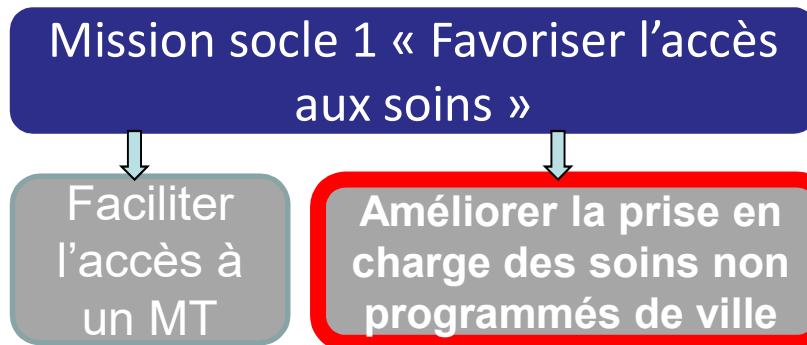 Mission socle 1 « Favoriser l’accès
aux soins »
Faciliter
l’accès à
un MT
Améliorer la prise en
charge des soins non
programmés de ville